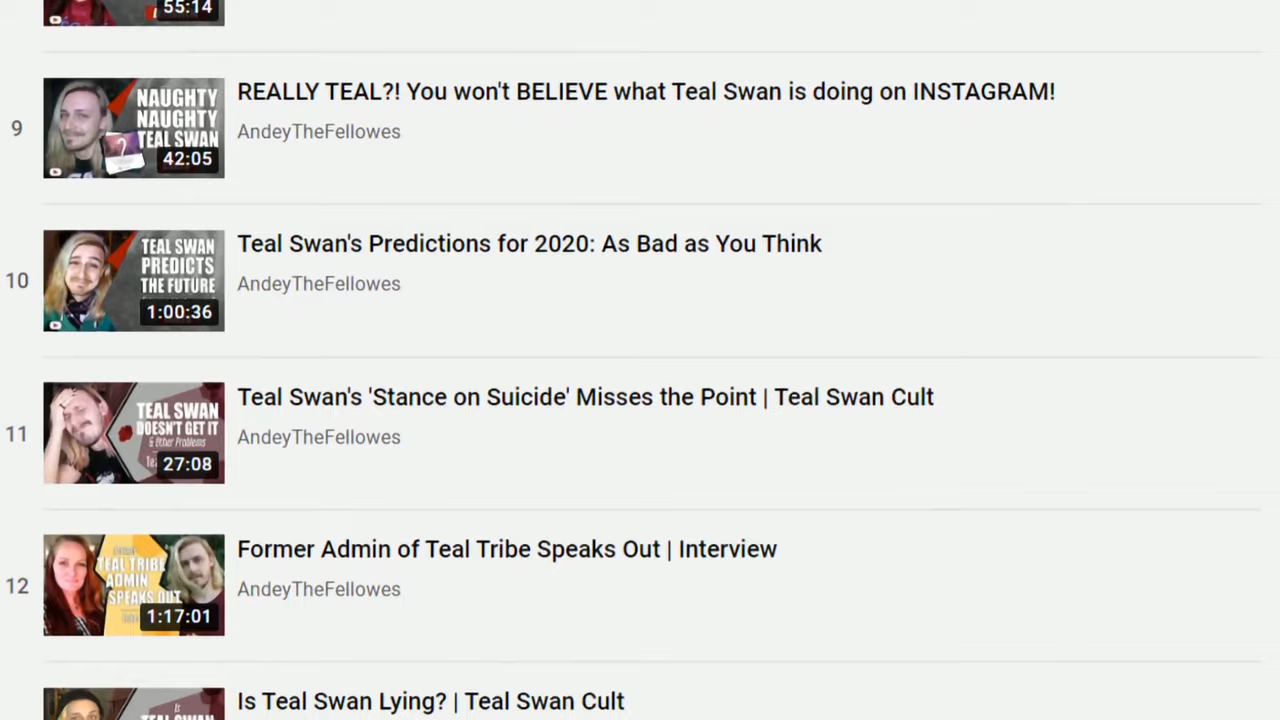 55:14
9
NAUGHTY
NAUGHTY
TEAL SWAN
?
42:05
REALLY TEAL?! You won't BELIEVE what Teal Swan is doing on INSTAGRAM!
AndeyTheFellowes
10
TEAL SWAN
PREDICTS
THE FUTURE
1:00:36
Teal Swan's Predictions for 2020: As Bad as You Think
AndeyTheFellowes
11
TEAL SWAN
DOESN'T GET IT
& Other Problems
27:08
Teal Swan's 'Stance on Suicide' Misses the Point | Teal Swan Cult
AndeyTheFellowes
12
TEAL TRIBE
ADMIN
SPEAKS OUT
1:17:01
Former Admin of Teal Tribe Speaks Out | Interview
AndeyTheFellowes
Is
TEAL SWAN
Is Teal Swan Lying? | Teal Swan Cult